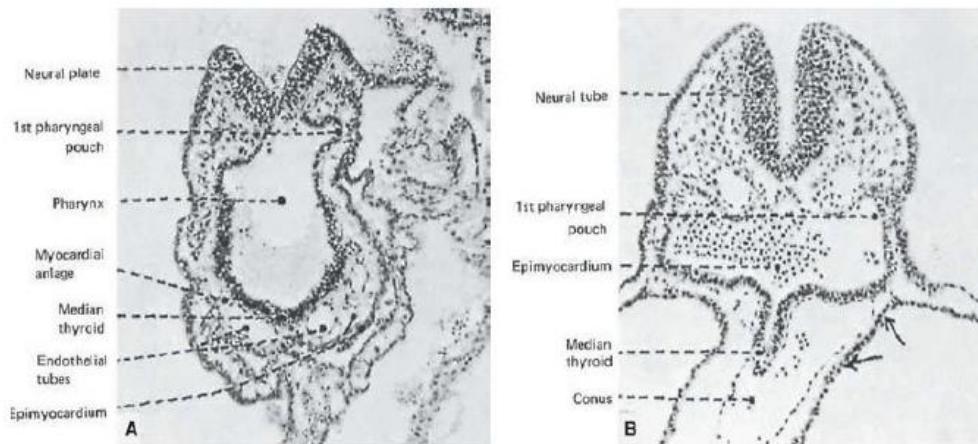 Neural plate
1st pharyngeal
pouch
Pharynx
Myocardial
anlage
Median
thyroid
Endothelial
tubes
Epimyocardium
A
Neural tube
1st pharyngeal
pouch
Epimyocardium
Median
thyroid
Conus
B